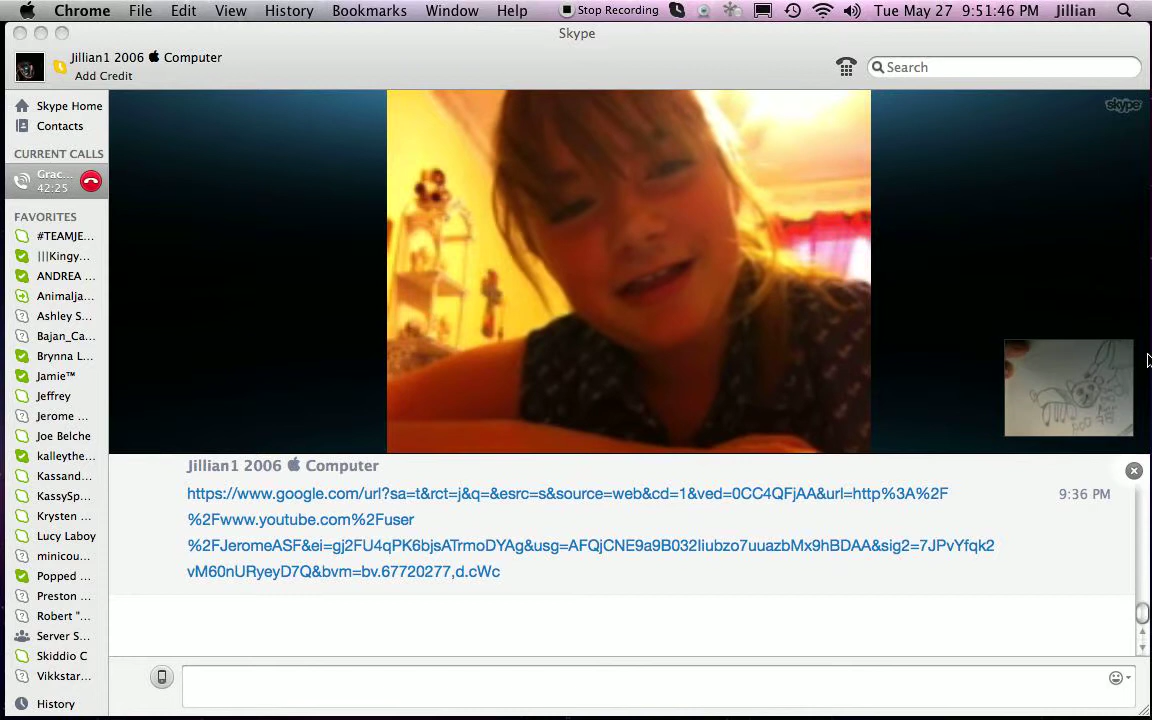 Chrome File Edit View History Bookmarks Window Help Stop Recording Tue May 27 9:51:46 PM Jillian
Skype
Jillian1 2006 Computer
Add Credit
Search
Skype Home
Contacts
CURRENT CALLS
Grac...
42:25
FAVORITES
#TEAMJE...
|||Kingy...
ANDREA ...
Animalja...
Ashley S...
Bajan_Ca...
Brynna L...
Jamie™
Jeffrey
Jerome ...
Joe Belche
kalleythe...
Kassand...
KassySp...
Krysten ...
Lucy Laboy
minicou...
Popped ...
Preston ...
Robert "...
Server S...
Skiddio C
Vikkstar...
History
skype
Jillian1 2006 Computer
https://www.google.com/url?sa=t&rct=j&q=&esrc=s&source=web&cd=1&ved=0CC4QFjAA&url=http%3A%2F 9:36 PM
%2Fwww.youtube.com%2Fuser
%2FJeromeASF&ei=gj2FU4qPK6bjsATrmoDYAg&usg=AFQjCNE9a9B032Iiubzo7uuazbMx9hBDAA&sig2=7JPvYfqk2
vM60nURyeyD7Q&bvm=bv.67720277,d.cWc